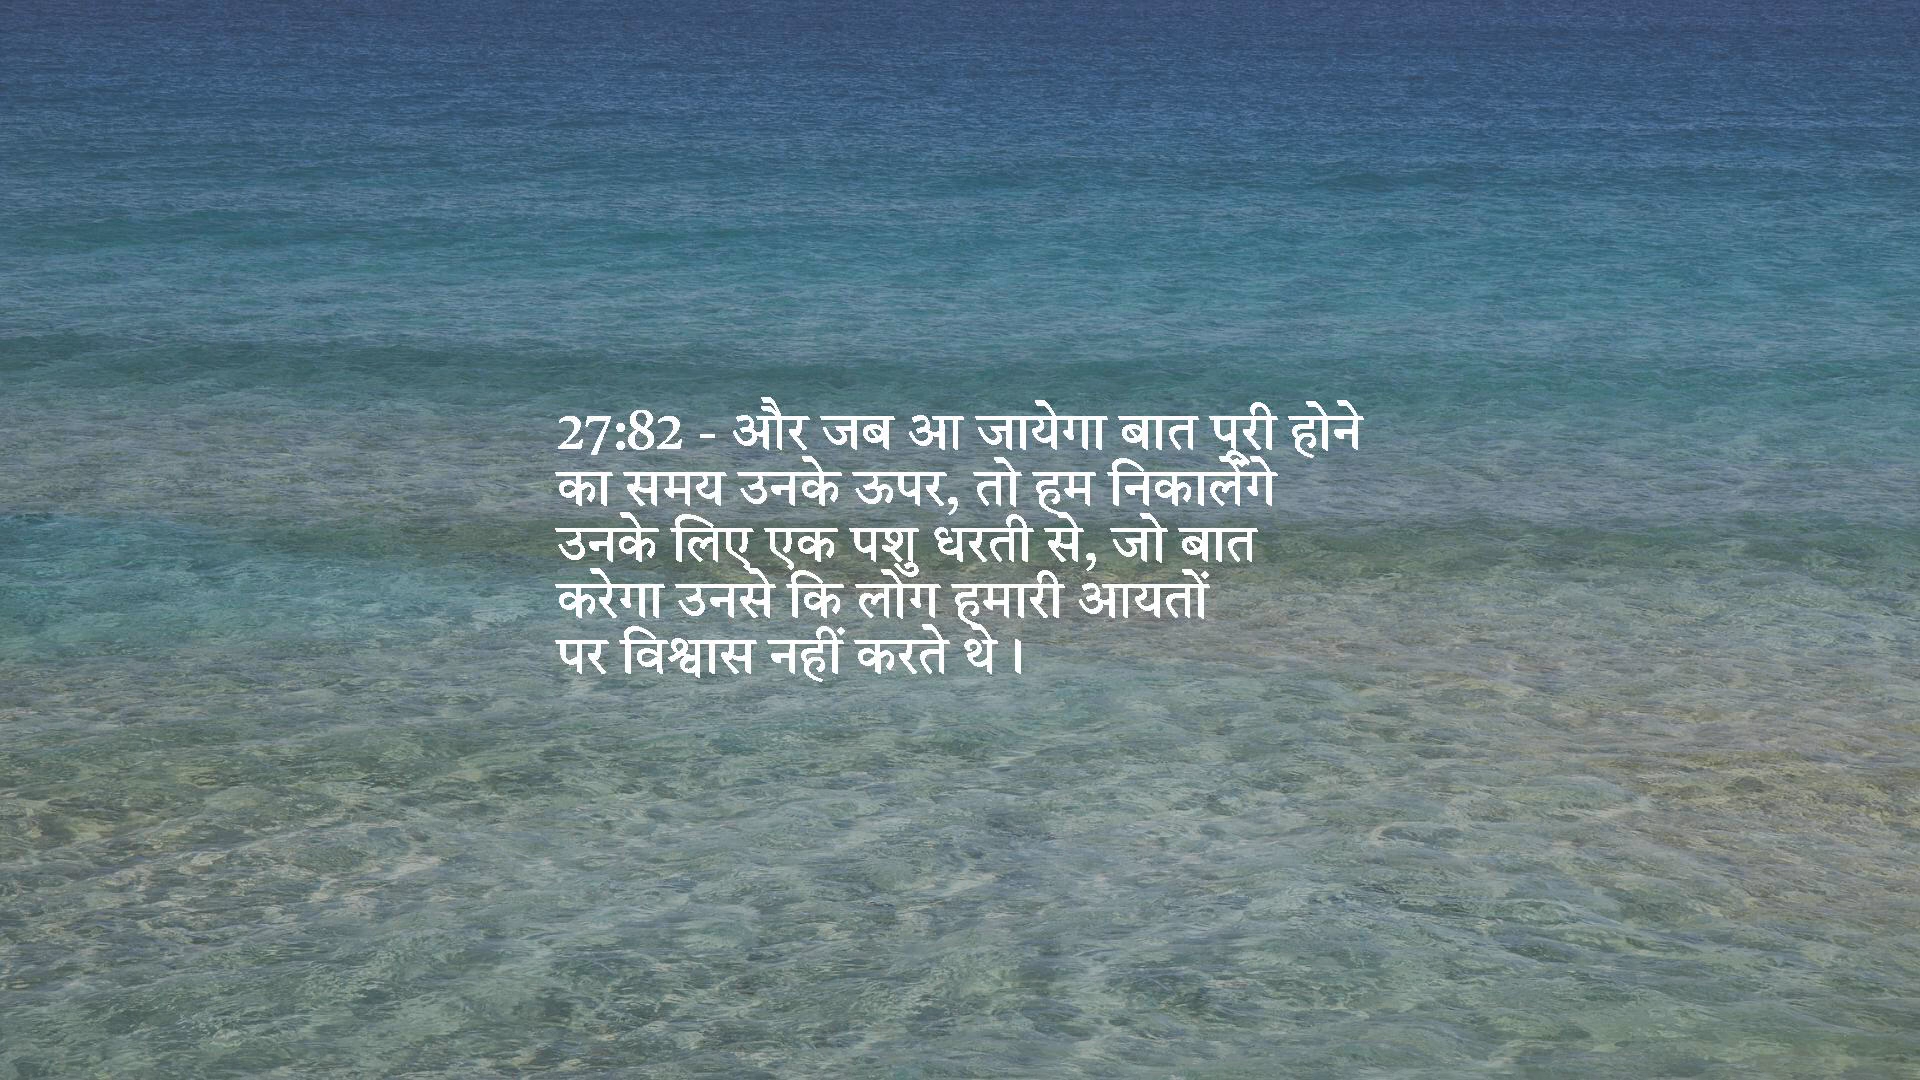 27:82 - और जब आ जायेगा बात पूरी होने
का समय उनके ऊपर, तो हम निकालेंगे
उनके लिए एक पशु धरती से, जो बात
करेगा उनसे कि लोग हमारी आयतों
पर विश्वास नहीं करते थे।